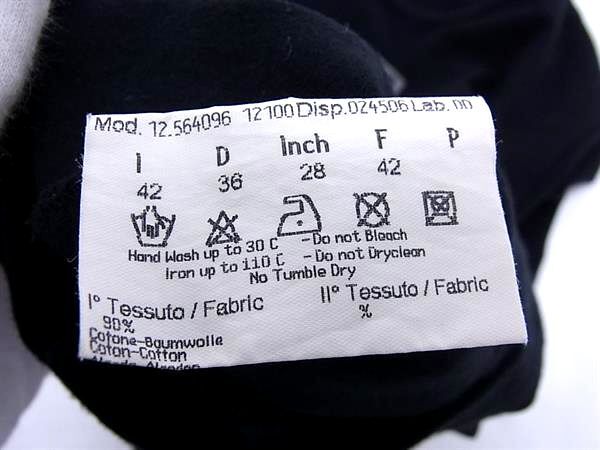 Mod. 12.564096 12100 Disp.024506 Lab.00
I D Inch F P
42 36 28 42
Hand Wash up to 30 C - Do not Bleach
Iron up to 110 C - Do not Dryclean
No Tumble Dry
I° Tessuto / Fabric II° Tessuto / Fabric
90% %
Cotone-Baumwolle
Coton-Cotton